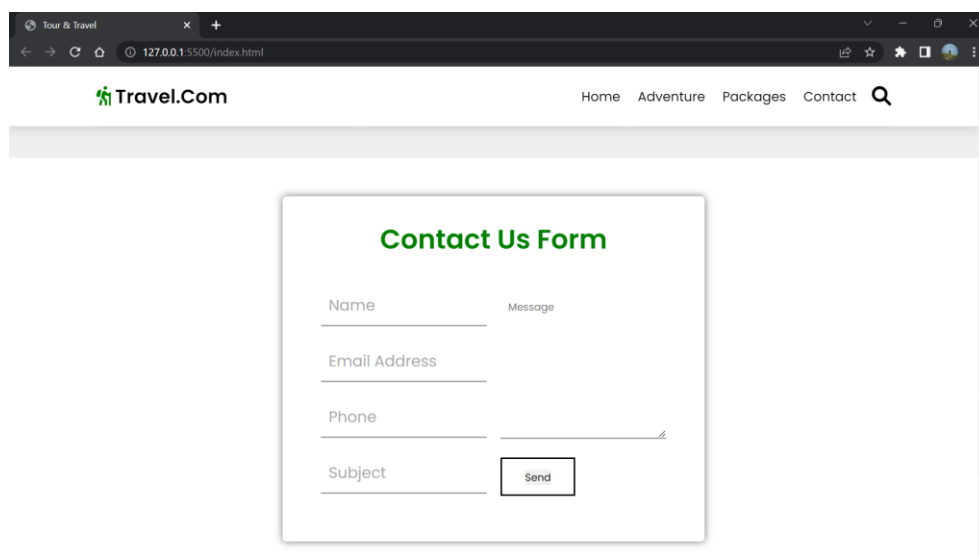 Tour & Travel
127.0.0.1:5500/index.html
Travel.Com
Home Adventure Packages Contact
Contact Us Form
Name
Message
Email Address
Phone
Subject
Send